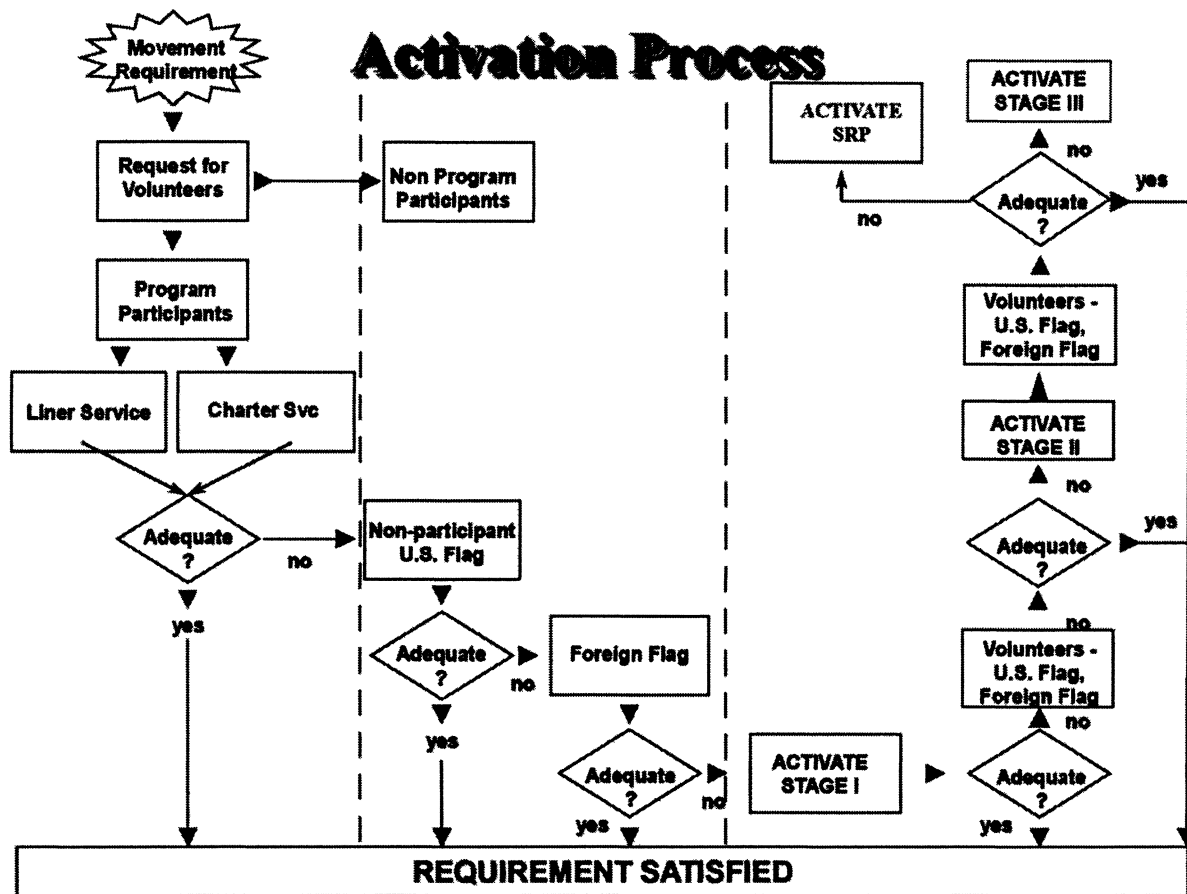 Activation Process
Movement
Requirement
Request for
Volunteers
Non Program
Participants
Program
Participants
Liner Service
Charter Svc
Adequate
?
no
yes
Non-participant
U.S. Flag
Adequate
?
no
yes
Foreign Flag
Adequate
?
no
yes
ACTIVATE
STAGE I
Adequate
?
yes
no
Volunteers -
U.S. Flag,
Foreign Flag
no
Adequate
?
yes
no
ACTIVATE
STAGE II
Volunteers -
U.S. Flag,
Foreign Flag
Adequate
?
yes
no
no
ACTIVATE
SRP
ACTIVATE
STAGE III
REQUIREMENT SATISFIED